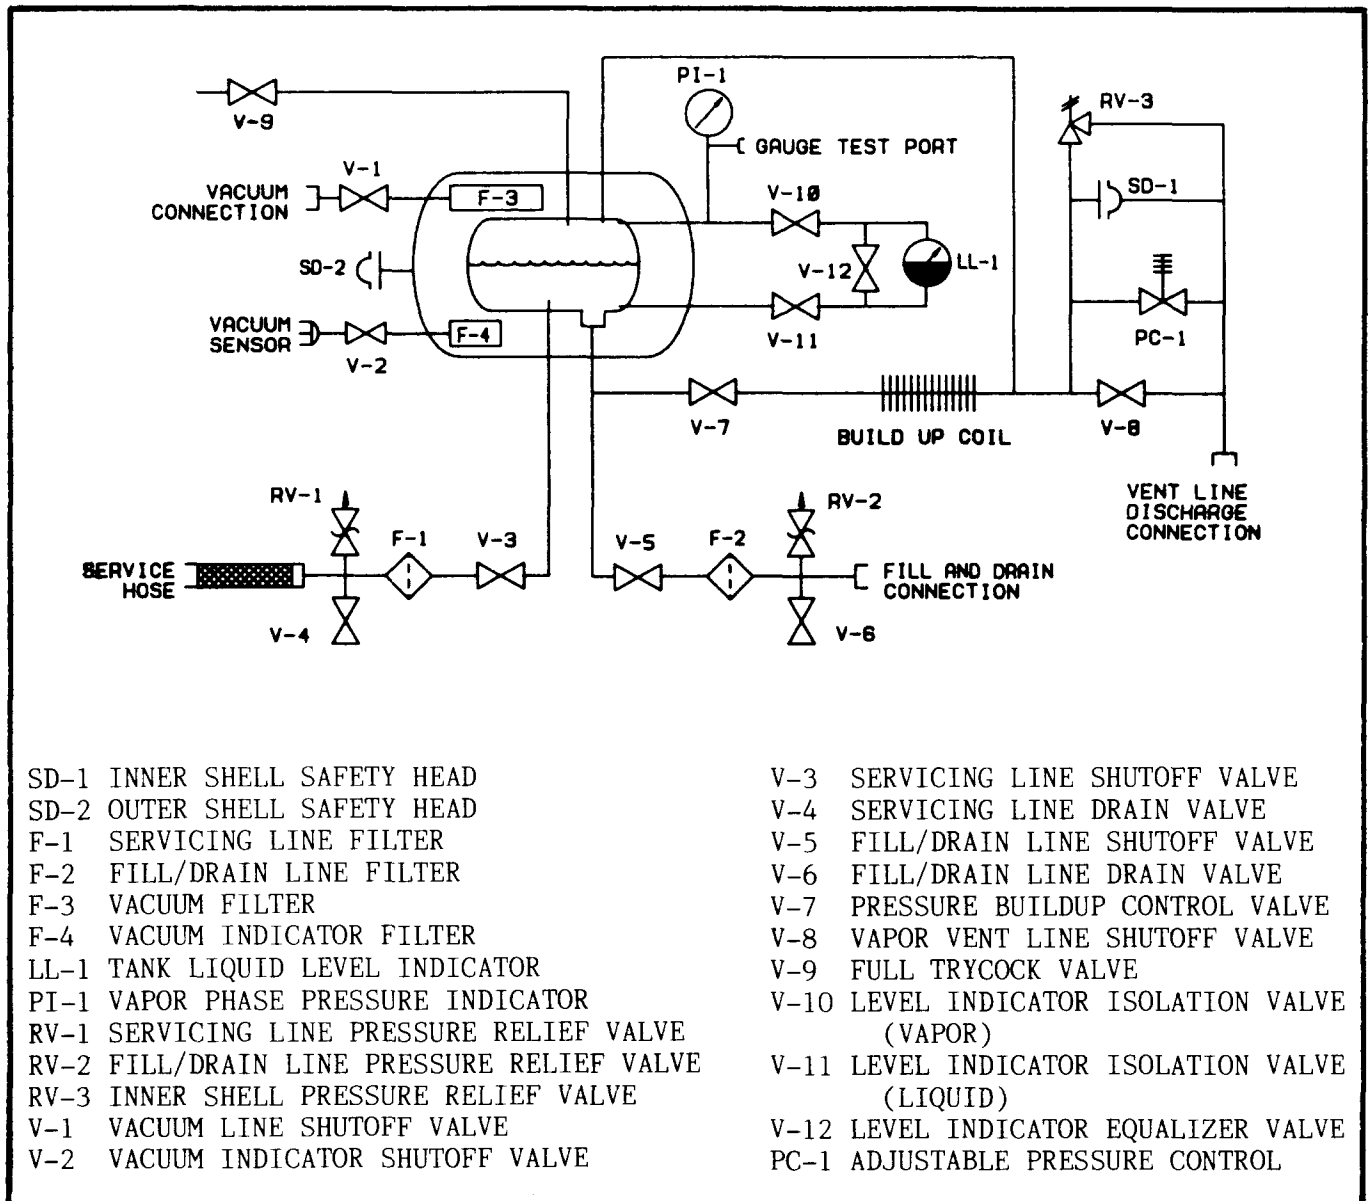 PI-1
RV-3
V-9
GAUGE TEST PORT
V-1
F-3
V-10
SD-1
VACUUM
CONNECTION
SD-2
V-12
LL-1
VACUUM
SENSOR
F-4
V-2
V-11
PC-1
V-7
BUILD UP COIL
V-8
VENT LINE
DISCHARGE
CONNECTION
RV-1
F-1
V-3
V-5
F-2
RV-2
SERVICE
HOSE
FILL AND DRAIN
CONNECTION
V-4
V-6
SD-1 INNER SHELL SAFETY HEAD
SD-2 OUTER SHELL SAFETY HEAD
F-1 SERVICING LINE FILTER
F-2 FILL/DRAIN LINE FILTER
F-3 VACUUM FILTER
F-4 VACUUM INDICATOR FILTER
LL-1 TANK LIQUID LEVEL INDICATOR
PI-1 VAPOR PHASE PRESSURE INDICATOR
RV-1 SERVICING LINE PRESSURE RELIEF VALVE
RV-2 FILL/DRAIN LINE PRESSURE RELIEF VALVE
RV-3 INNER SHELL PRESSURE RELIEF VALVE
V-1 VACUUM LINE SHUTOFF VALVE
V-2 VACUUM INDICATOR SHUTOFF VALVE
V-3 SERVICING LINE SHUTOFF VALVE
V-4 SERVICING LINE DRAIN VALVE
V-5 FILL/DRAIN LINE SHUTOFF VALVE
V-6 FILL/DRAIN LINE DRAIN VALVE
V-7 PRESSURE BUILDUP CONTROL VALVE
V-8 VAPOR VENT LINE SHUTOFF VALVE
V-9 FULL TRYCOCK VALVE
V-10 LEVEL INDICATOR ISOLATION VALVE
(VAPOR)
V-11 LEVEL INDICATOR ISOLATION VALVE
(LIQUID)
V-12 LEVEL INDICATOR EQUALIZER VALVE
PC-1 ADJUSTABLE PRESSURE CONTROL